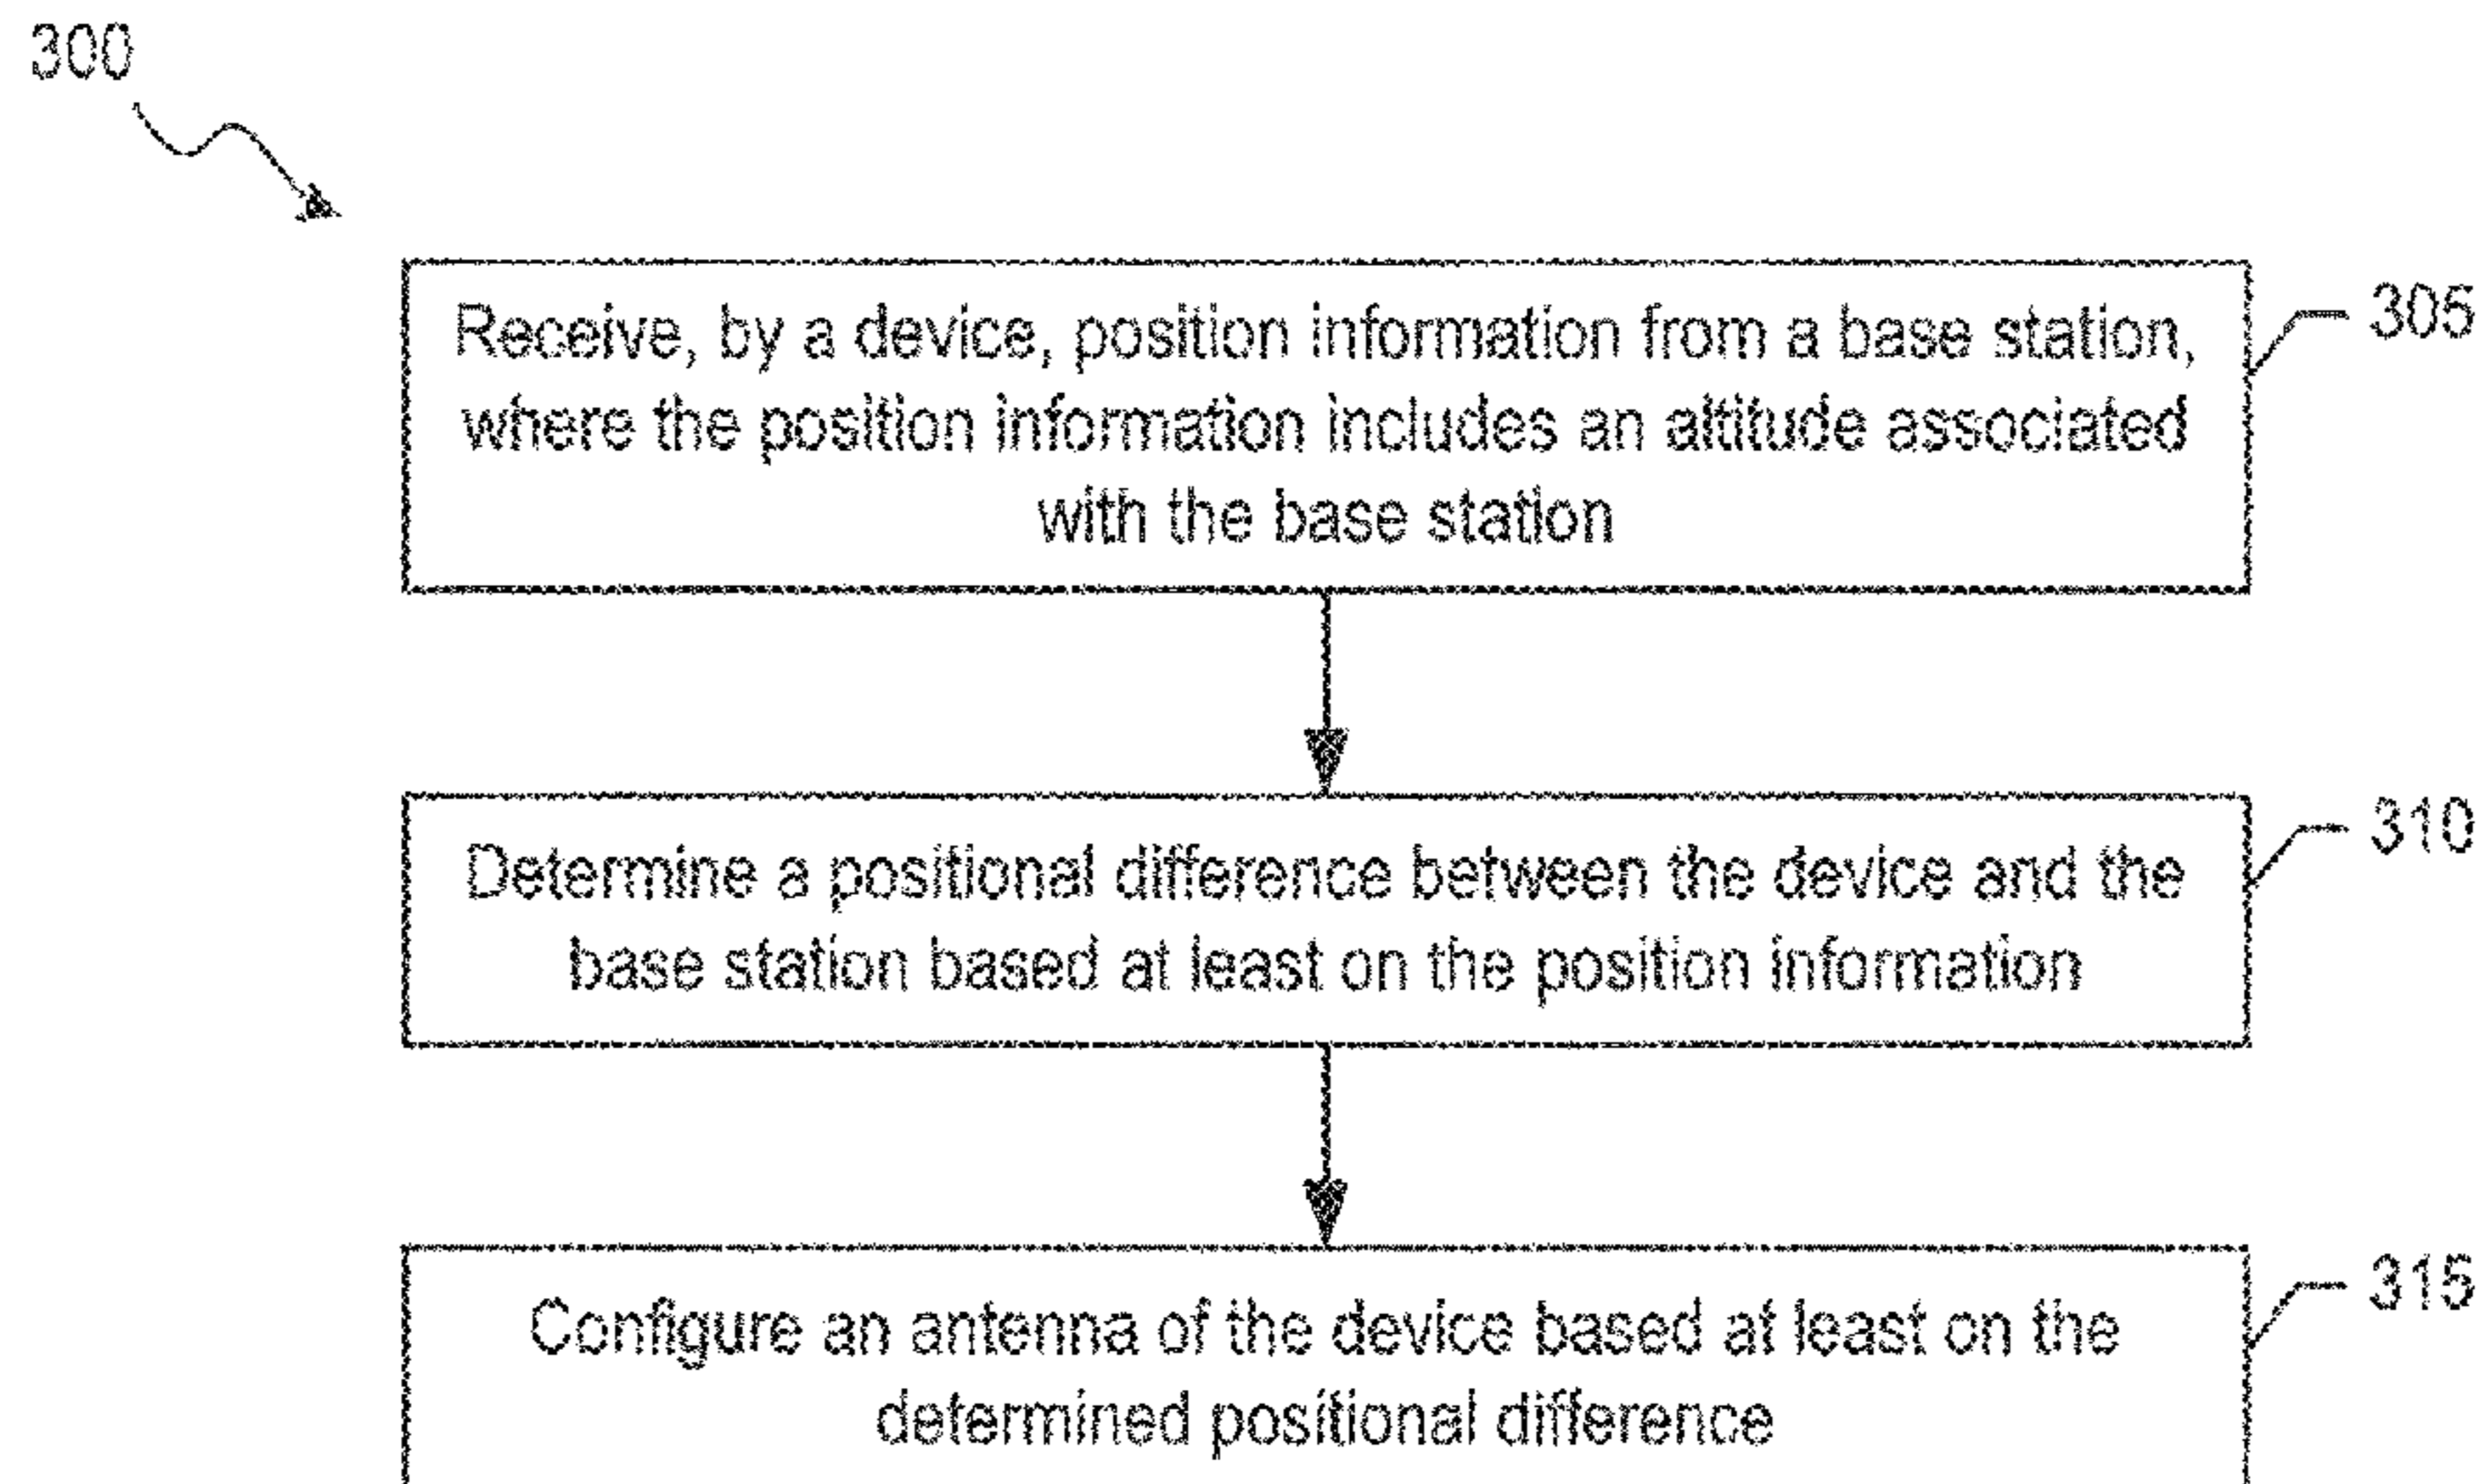 300
Receive, by a device, position information from a base station,
where the position information includes an altitude associated
with the base station
305
Determine a positional difference between the device and the
base station based at least on the position information
310
Configure an antenna of the device based at least on the
determined positional difference
315